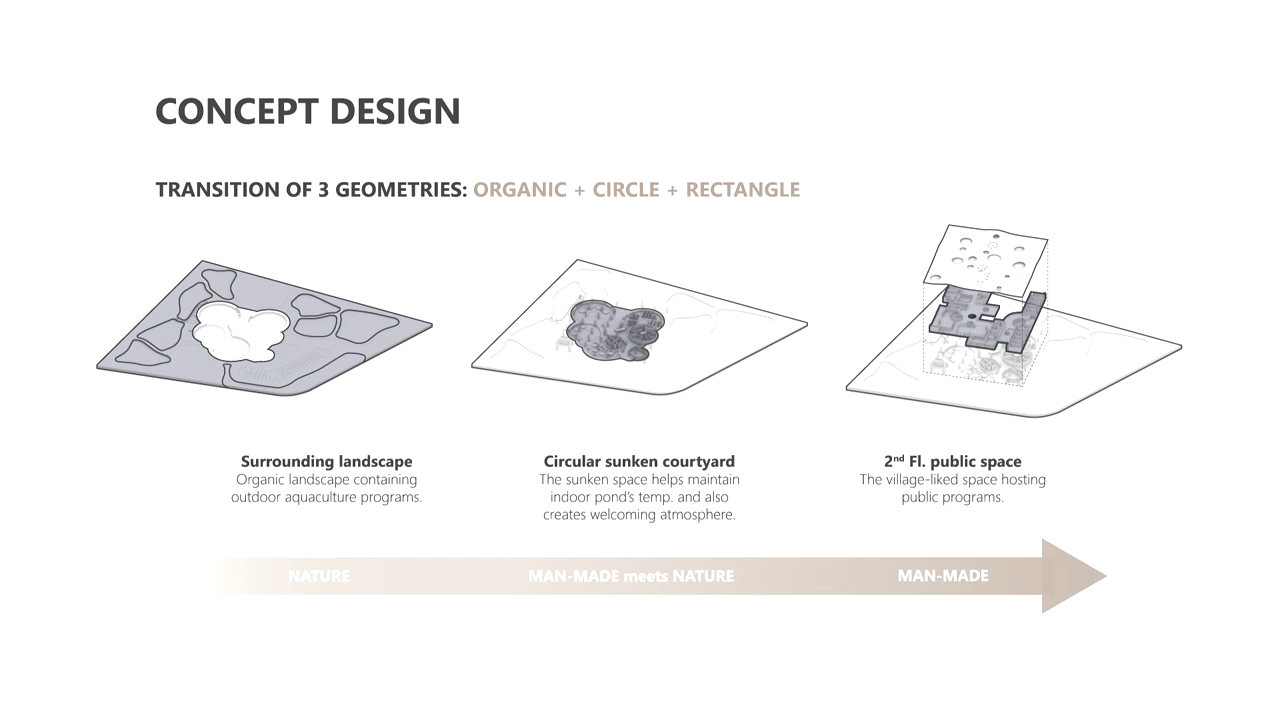 CONCEPT DESIGN
TRANSITION OF 3 GEOMETRIES: ORGANIC + CIRCLE + RECTANGLE
Surrounding landscape
Organic landscape containing
outdoor aquaculture programs.
Circular sunken courtyard
The sunken space helps maintain
indoor pond's temp. and also
creates welcoming atmosphere.
2nd Fl. public space
The village-liked space hosting
public programs.
NATURE
MAN-MADE meets NATURE
MAN-MADE